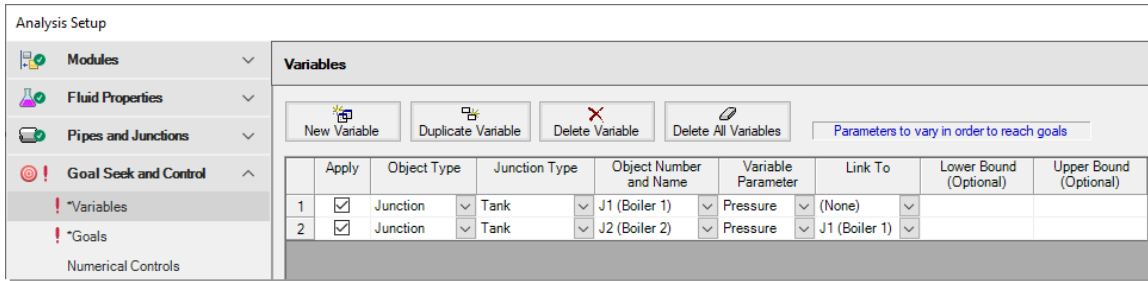 Analysis Setup
Modules
Fluid Properties
Pipes and Junctions
Goal Seek and Control
*Variables
*Goals
Numerical Controls
Variables
New Variable Duplicate Variable Delete Variable Delete All Variables Parameters to vary in order to reach goals
Apply Object Type Junction Type Object Number and Name Variable Parameter Link To Lower Bound (Optional) Upper Bound (Optional)
1 Junction Tank J1 (Boiler 1) Pressure (None)
2 Junction Tank J2 (Boiler 2) Pressure J1 (Boiler 1)